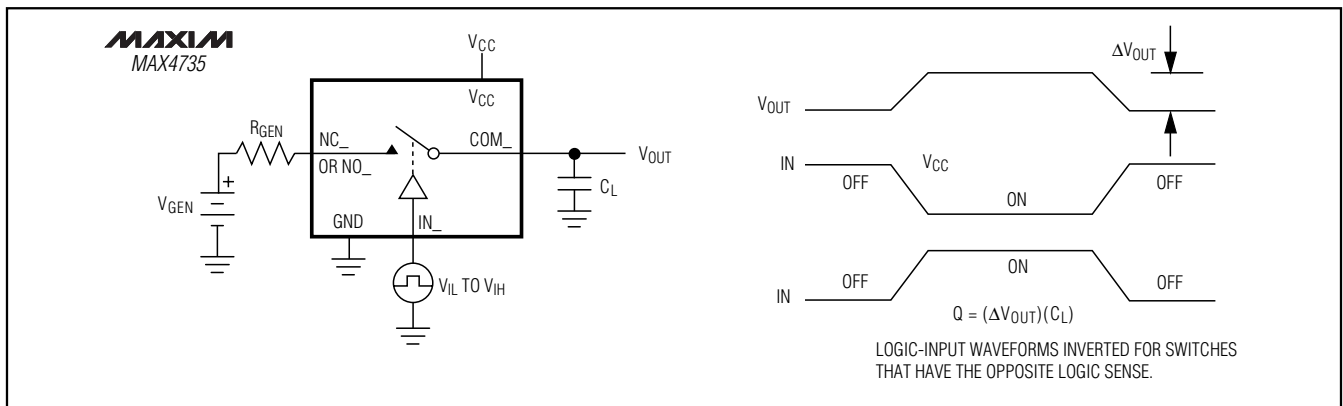 MAXIM
MAX4735
VCC
VCC
RGEN
NC_
OR NO_
COM_
VOUT
CL
+
VGEN
GND
IN_
VIL TO VIH
ΔVOUT
VOUT
IN
VCC
OFF
ON
OFF
IN
OFF
ON
OFF
Q = (ΔVOUT)(CL)
LOGIC-INPUT WAVEFORMS INVERTED FOR SWITCHES
THAT HAVE THE OPPOSITE LOGIC SENSE.